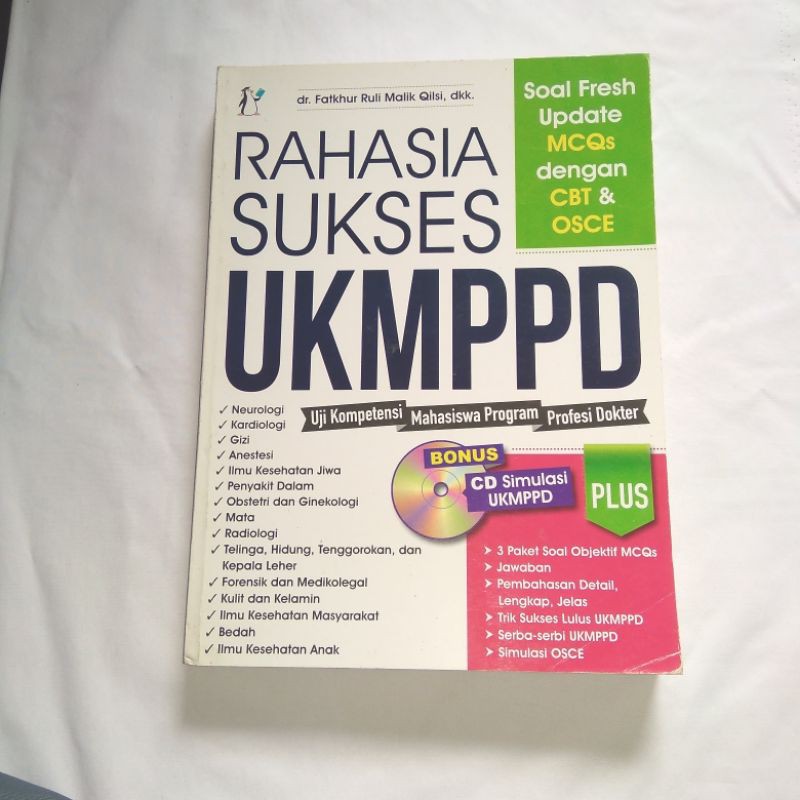 dr. Fatkhur Ruli Malik Qilsi, dkk.
Soal Fresh
Update
MCQs
dengan
CBT &
OSCE
RAHASIA
SUKSES
UKMPPD
Uji Kompetensi Mahasiswa Program Profesi Dokter
✓ Neurologi
✓ Kardiologi
✓ Gizi
✓ Anestesi
✓ Ilmu Kesehatan Jiwa
✓ Penyakit Dalam
✓ Obstetri dan Ginekologi
✓ Mata
✓ Radiologi
✓ Telinga, Hidung, Tenggorokan, dan
Kepala Leher
✓ Forensik dan Medikolegal
✓ Kulit dan Kelamin
✓ Ilmu Kesehatan Masyarakat
✓ Bedah
✓ Ilmu Kesehatan Anak
BONUS
CD Simulasi
UKMPPD
PLUS
➤ 3 Paket Soal Objektif MCQs
➤ Jawaban
➤ Pembahasan Detail,
Lengkap, Jelas
➤ Trik Sukses Lulus UKMPPD
➤ Serba-serbi UKMPPD
➤ Simulasi OSCE